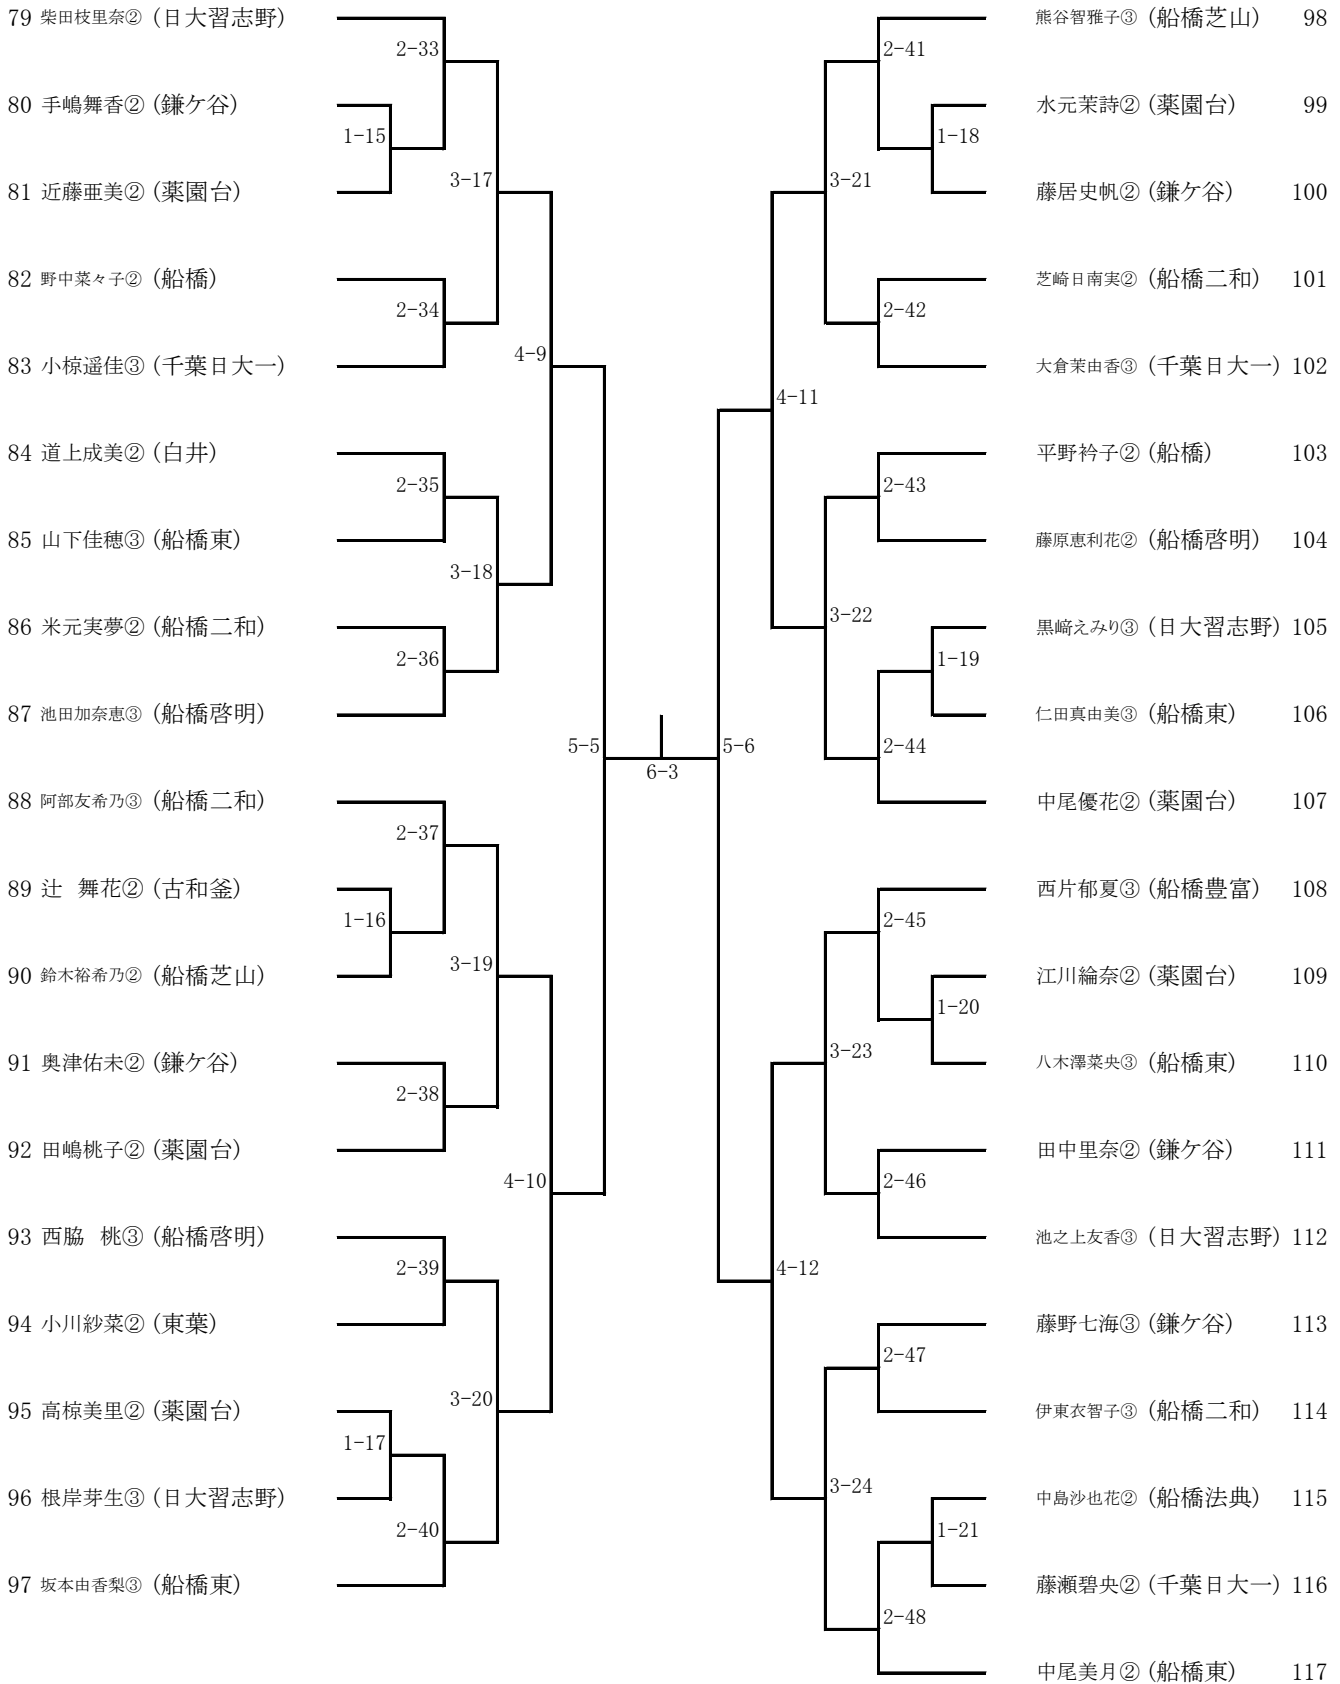 79 柴田枝里奈② (日大習志野)
2-33
80 手嶋舞香② (鎌ケ谷)
1-15
81 近藤亜美② (薬園台)
3-17
82 野中菜々子② (船橋)
2-34
83 小椋遥佳③ (千葉日大一)
4-9
84 道上成美② (白井)
2-35
85 山下佳穂③ (船橋東)
3-18
86 米元実夢② (船橋二和)
2-36
87 池田加奈恵③ (船橋啓明)
5-5
88 阿部友希乃③ (船橋二和)
2-37
89 辻 舞花② (古和釜)
1-16
90 鈴木裕希乃② (船橋芝山)
3-19
91 奥津佑未② (鎌ケ谷)
2-38
92 田嶋桃子② (薬園台)
4-10
93 西脇 桃③ (船橋啓明)
2-39
94 小川紗菜② (東葉)
3-20
95 高椋美里② (薬園台)
1-17
96 根岸芽生③ (日大習志野)
2-40
97 坂本由香梨③ (船橋東)
6-3
熊谷智雅子③ (船橋芝山) 98
2-41
水元茉詩② (薬園台) 99
1-18
3-21
藤居史帆② (鎌ケ谷) 100
芝崎日南実② (船橋二和) 101
2-42
大倉茉由香③ (千葉日大一) 102
4-11
平野衿子② (船橋) 103
2-43
藤原恵利花② (船橋啓明) 104
3-22
黒﨑えみり③ (日大習志野) 105
1-19
仁田真由美③ (船橋東) 106
5-6
2-44
中尾優花② (薬園台) 107
西片郁夏③ (船橋豊富) 108
2-45
江川綸奈② (薬園台) 109
1-20
3-23
八木澤菜央③ (船橋東) 110
田中里奈② (鎌ケ谷) 111
2-46
池之上友香③ (日大習志野) 112
4-12
藤野七海③ (鎌ケ谷) 113
2-47
伊東衣智子③ (船橋二和) 114
3-24
中島沙也花② (船橋法典) 115
1-21
藤瀬碧央② (千葉日大一) 116
2-48
中尾美月② (船橋東) 117